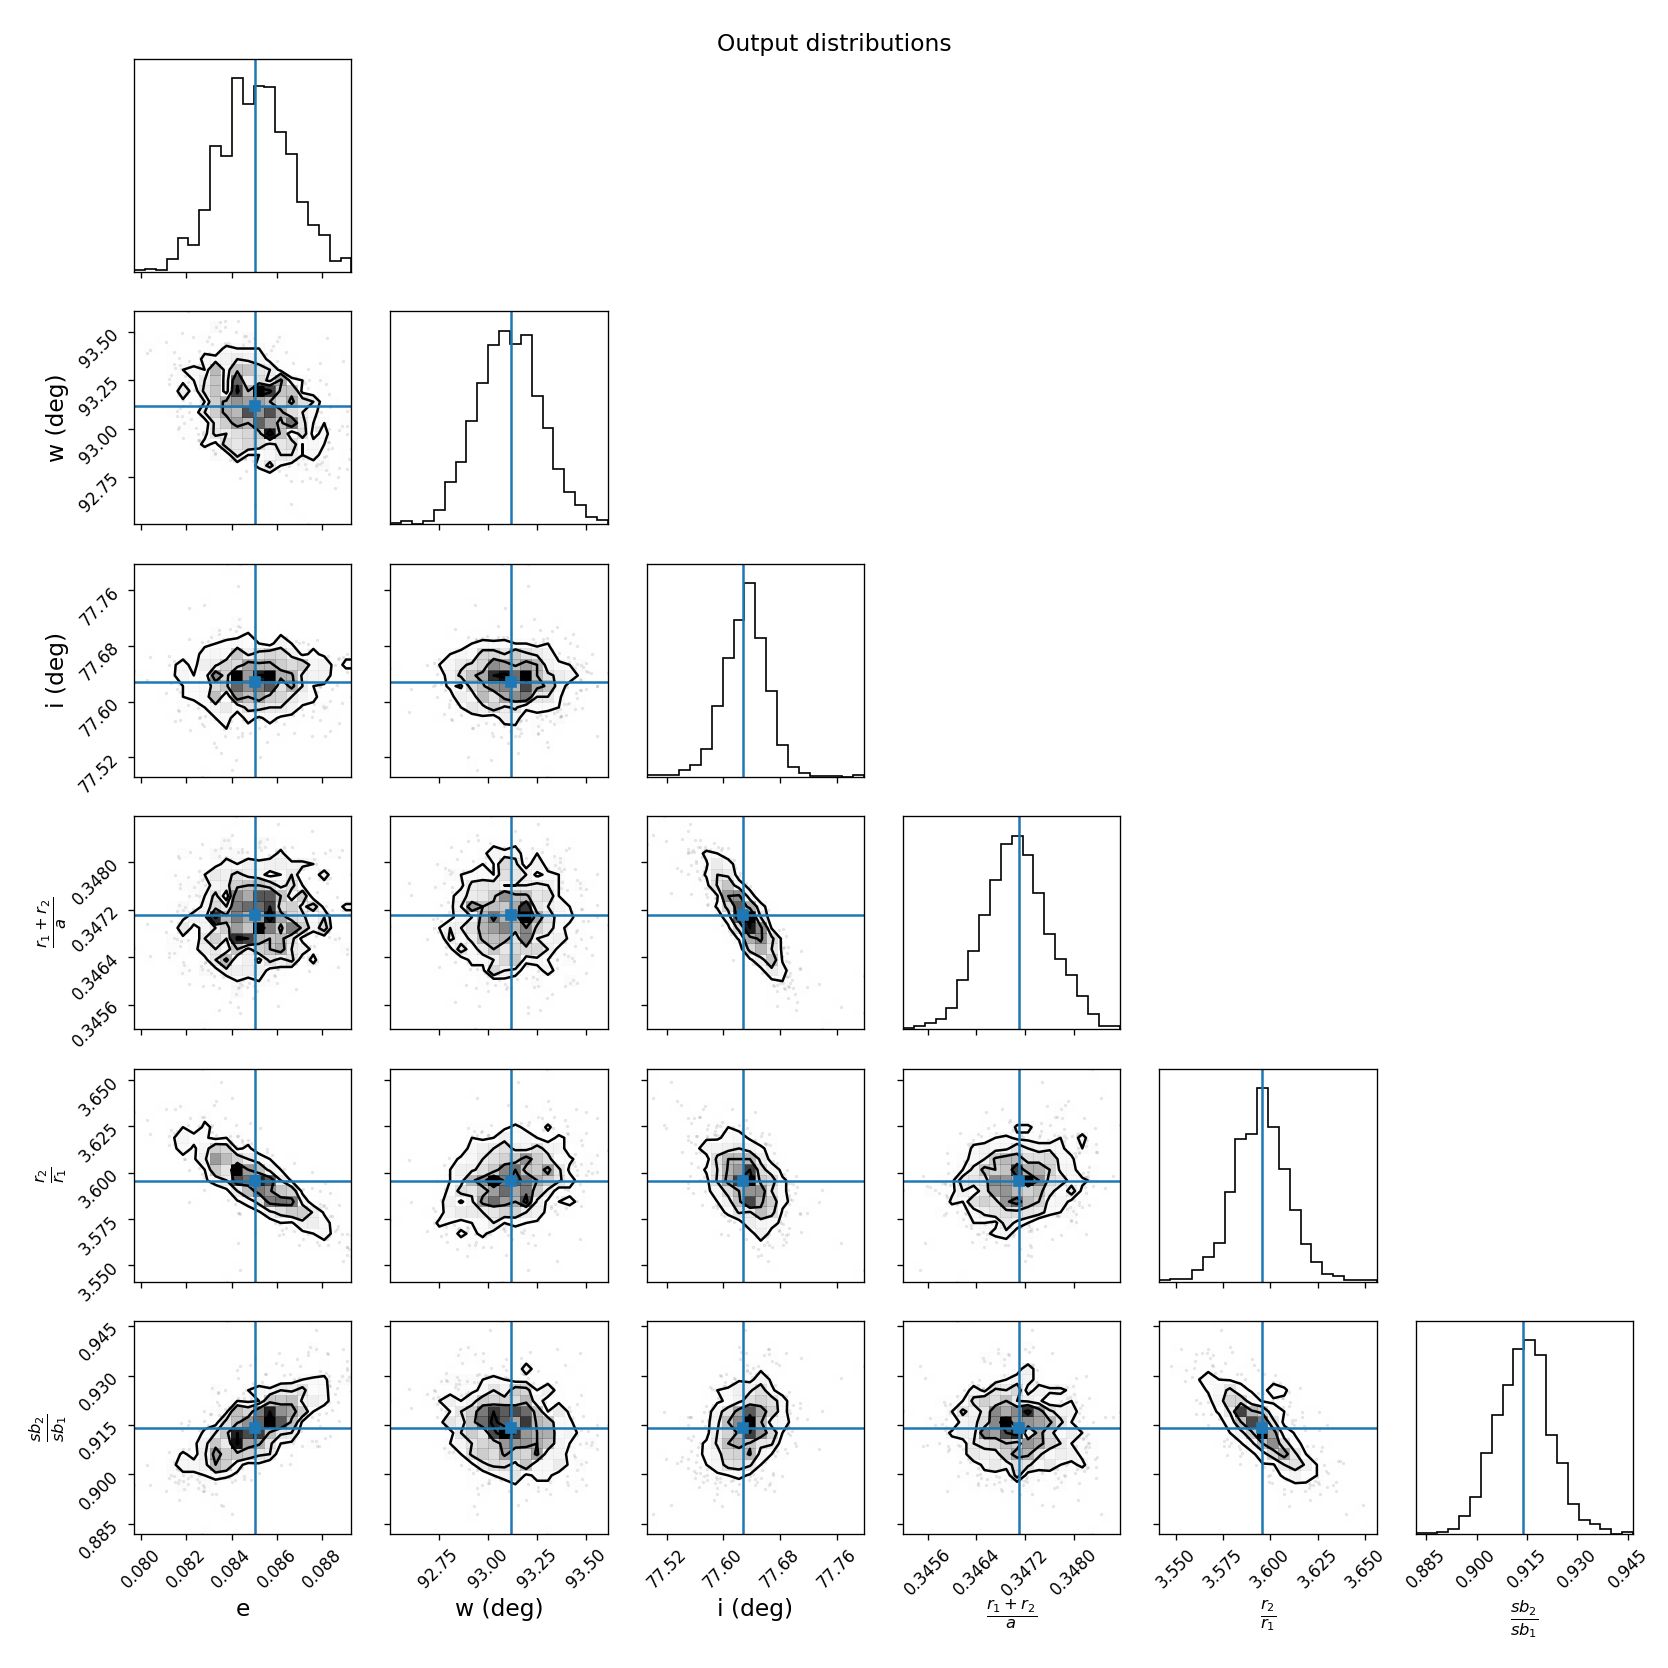 Output distributions
w (deg)
93.50
93.25
93.00
92.75
i (deg)
77.76
77.68
77.60
77.52
r₁ + r₂
a
0.3480
0.3472
0.3464
0.3456
r₂
r₁
3.650
3.625
3.600
3.575
3.550
sb₂
sb₁
0.945
0.930
0.915
0.900
0.885
0.080 0.082 0.084 0.086 0.088 92.75 93.00 93.25 93.50 77.52 77.60 77.68 77.76 0.3456 0.3464 0.3472 0.3480 3.550 3.575 3.600 3.625 3.650 0.885 0.900 0.915 0.930 0.945
e w (deg) i (deg) r₁ + r₂ r₂ sb₂
a r₁ sb₁